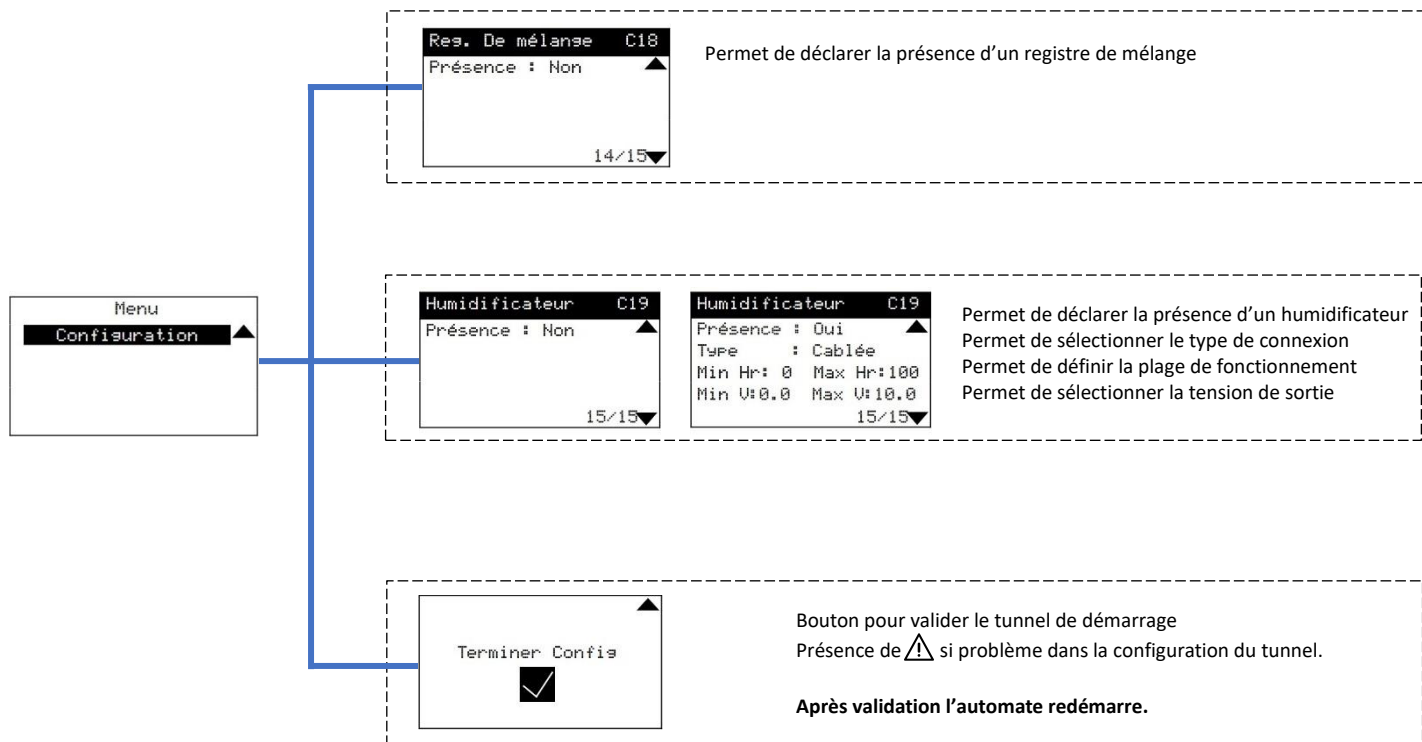 Reg. De mélange C18
Présence : Non
14/15
Permet de déclarer la présence d’un registre de mélange
Menu
Configuration
Humidificateur C19
Présence : Non
15/15
Humidificateur C19
Présence : Oui
Type : Cablée
Min Hr: 0 Max Hr:100
Min V:0.0 Max V:10.0
15/15
Permet de déclarer la présence d’un humidificateur
Permet de sélectionner le type de connexion
Permet de définir la plage de fonctionnement
Permet de sélectionner la tension de sortie
Terminer Config
Bouton pour valider le tunnel de démarrage
Présence de ⚠ si problème dans la configuration du tunnel.
Après validation l’automate redémarre.